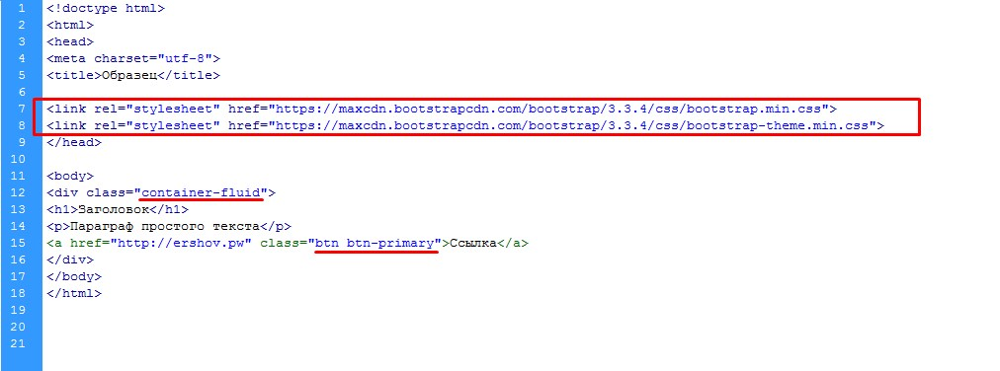 1 <!doctype html>
2 <html>
3 <head>
4 <meta charset="utf-8">
5 <title>Образец</title>
6
7 <link rel="stylesheet" href="https://maxcdn.bootstrapcdn.com/bootstrap/3.3.4/css/bootstrap.min.css">
8 <link rel="stylesheet" href="https://maxcdn.bootstrapcdn.com/bootstrap/3.3.4/css/bootstrap-theme.min.css">
9 </head>
10
11 <body>
12 <div class="container-fluid">
13 <h1>Заголовок</h1>
14 <p>Параграф простого текста</p>
15 <a href="http://ershov.pw" class="btn btn-primary">Ссылка</a>
16 </div>
17 </body>
18 </html>
19
20
21